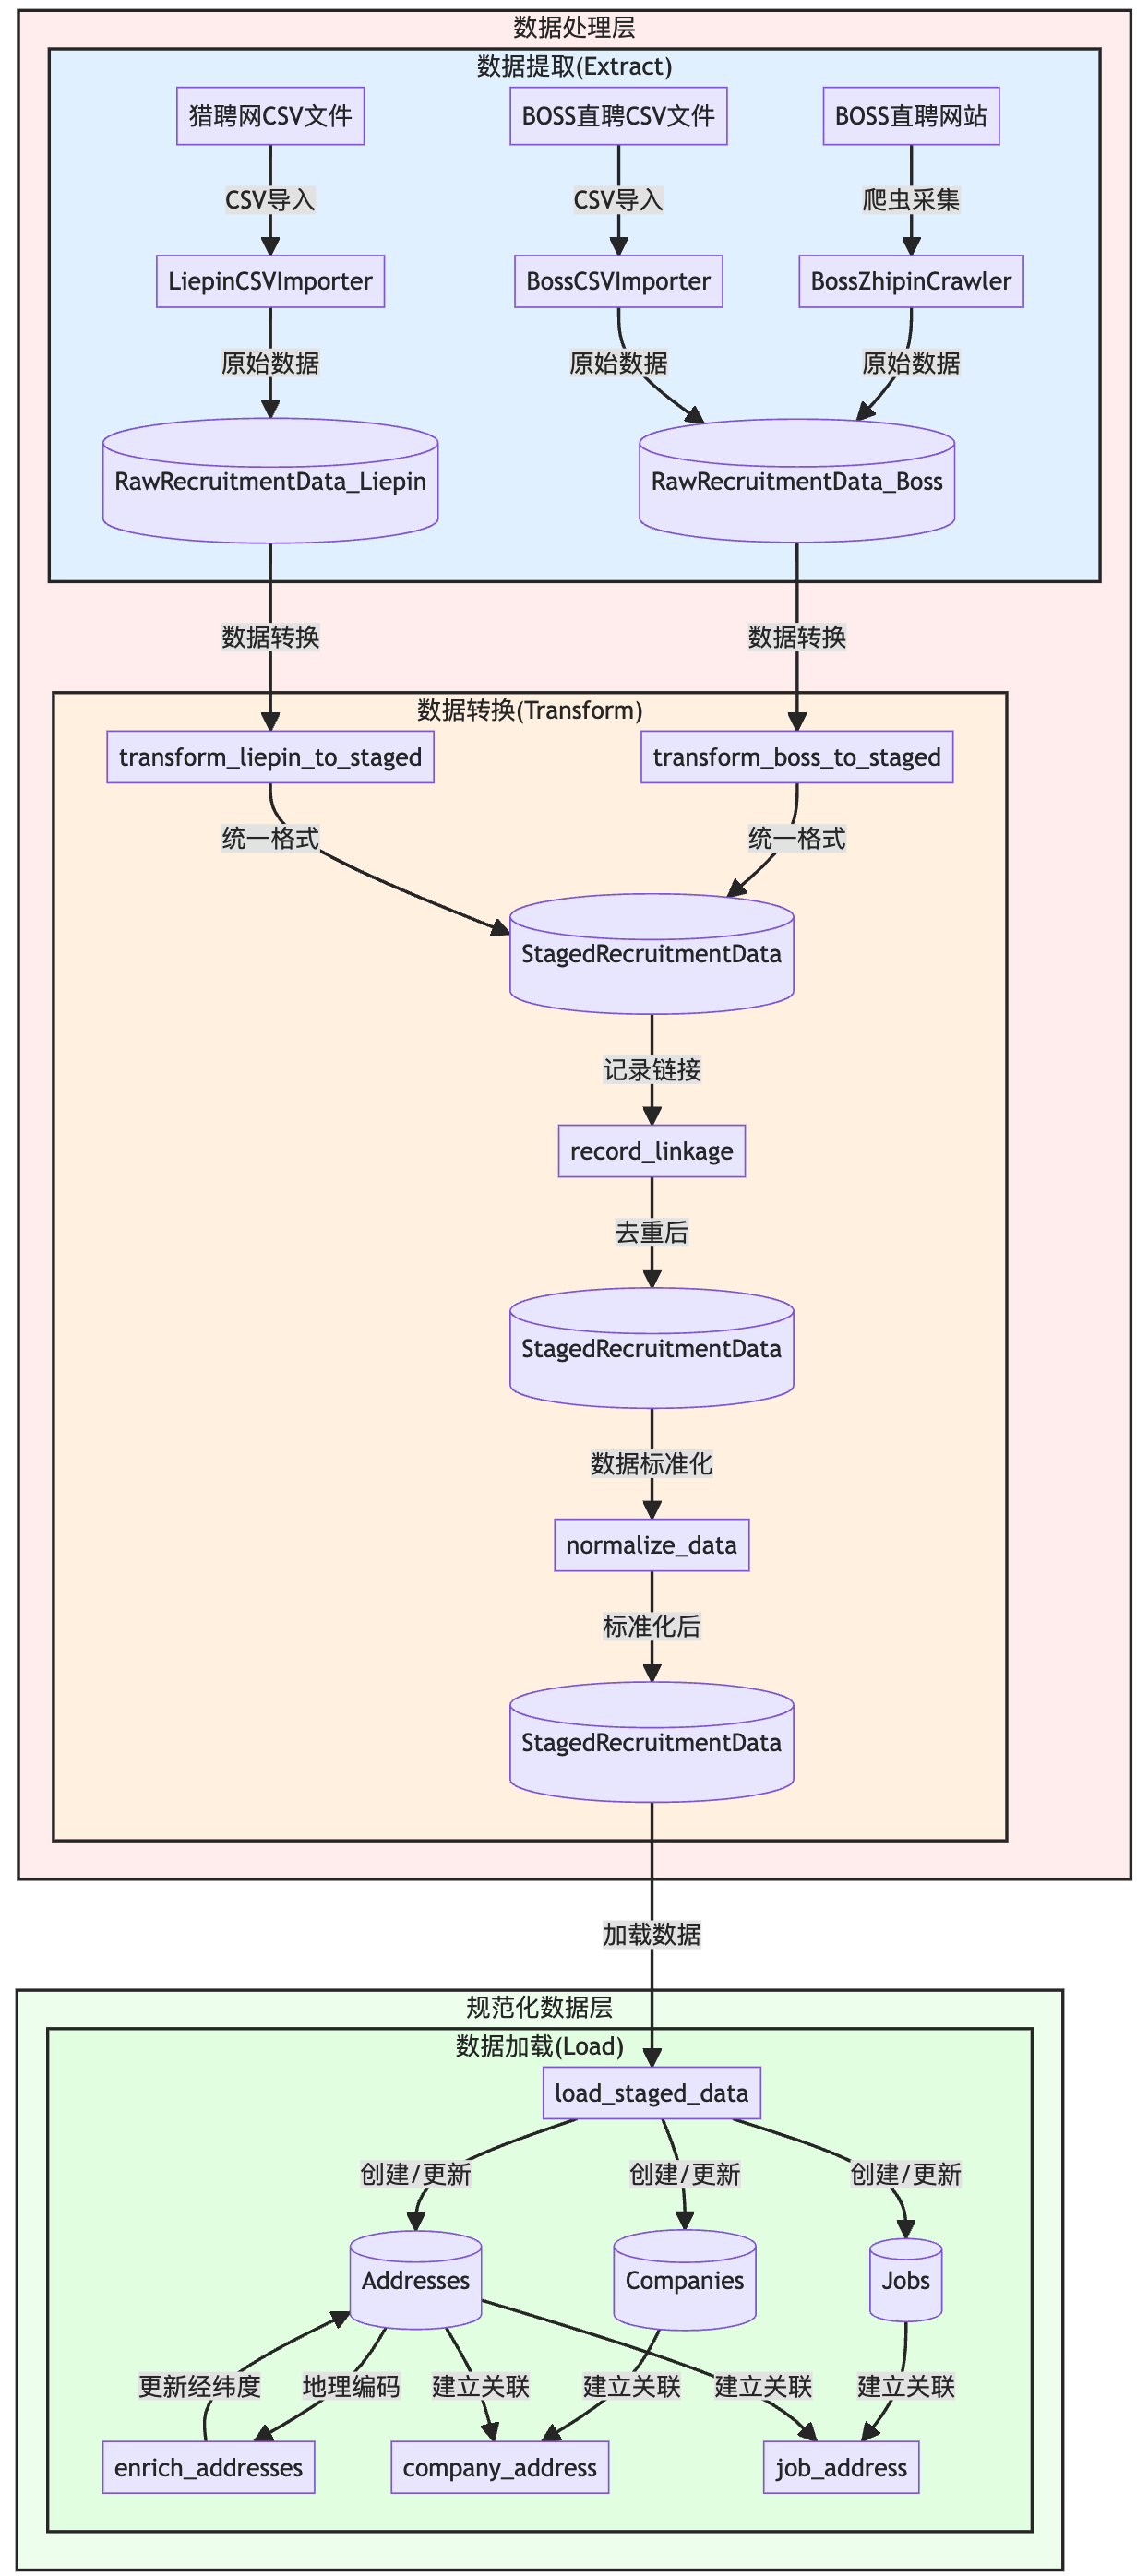 数据处理层
数据提取(Extract)
猎聘网CSV文件
BOSS直聘CSV文件
BOSS直聘网站
CSV导入
CSV导入
爬虫采集
LiepinCSVImporter
BossCSVImporter
BossZhipinCrawler
原始数据
原始数据
原始数据
RawRecruitmentData_Liepin
RawRecruitmentData_Boss
数据转换
数据转换
数据转换(Transform)
transform_liepin_to_staged
transform_boss_to_staged
统一格式
统一格式
StagedRecruitmentData
记录链接
record_linkage
去重后
StagedRecruitmentData
数据标准化
normalize_data
标准化后
StagedRecruitmentData
加载数据
规范化数据层
数据加载(Load)
load_staged_data
创建/更新
创建/更新
创建/更新
Addresses
Companies
Jobs
更新经纬度
地理编码
建立关联
建立关联
建立关联
建立关联
enrich_addresses
company_address
job_address